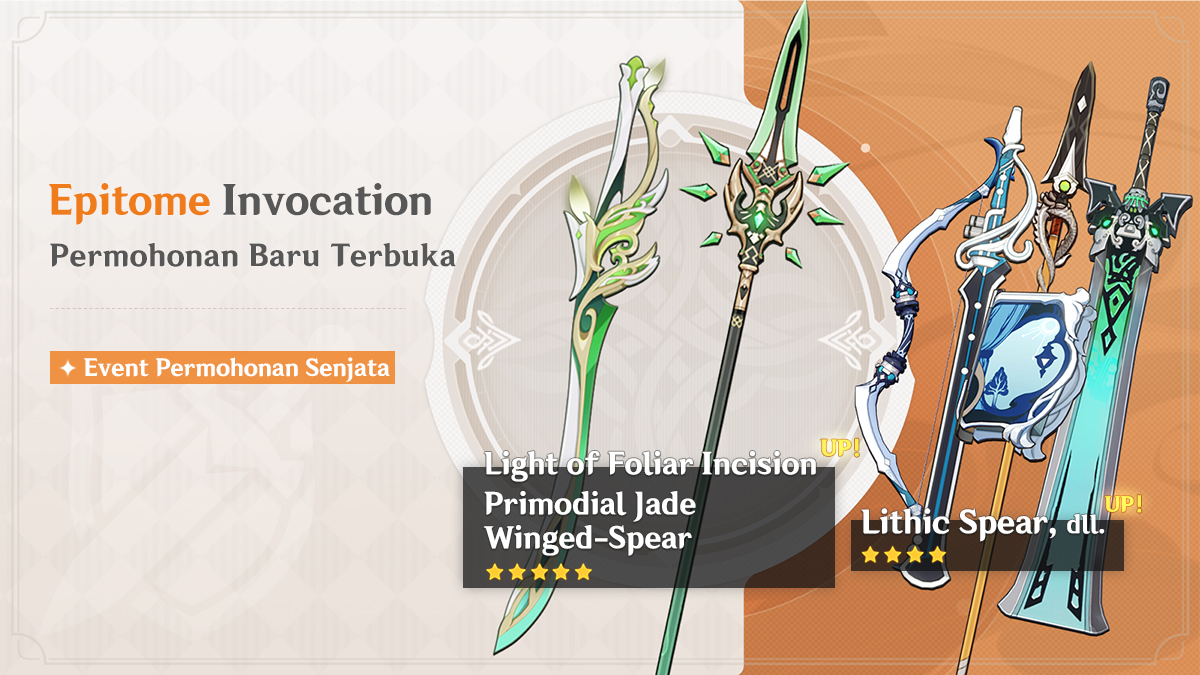 Epitome Invocation
Permohonan Baru Terbuka
✦ Event Permohonan Senjata
UP!
Light of Foliar Incision
Primodial Jade
Winged-Spear
★★★★★
UP!
Lithic Spear, dll.
★★★★